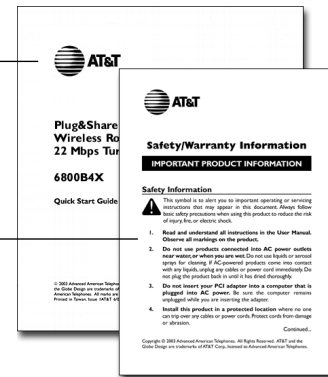 AT&T
Plug&Share
Wireless Ro
22 Mbps Tur
6800B4X
Quick Start Guide
© 2003 Advanced American Telephon
the Globe Design are trademarks of
American Telephones. All marks are
Printed in Taiwan. Issue 1AT&T 6/0
AT&T
Safety/Warranty Information
IMPORTANT PRODUCT INFORMATION
Safety Information
This symbol is to alert you to important operating or servicing
instructions that may appear in this document. Always follow
basic safety precautions when using this product to reduce the risk
of injury, fire, or electric shock.
1. Read and understand all instructions in the User Manual.
Observe all markings on the product.
2. Do not use products connected into AC power outlets
near water, or when you are wet. Do not use liquids or aerosol
sprays for cleaning. If AC-powered products come into contact
with any liquids, unplug any cables or power cord immediately. Do
not plug the product back in until it has dried thoroughly.
3. Do not insert your PCI adapter into a computer that is
plugged into AC power. Be sure the computer remains
unplugged while you are inserting the adapter.
4. Install this product in a protected location where no one
can trip over any cables or power cords. Protect cords from damage
or abrasion.
Continued...
Copyright © 2003 Advanced American Telephones. All Rights Reserved. AT&T and the
Globe Design are trademarks of AT&T Corp., licensed to Advanced American Telephones.